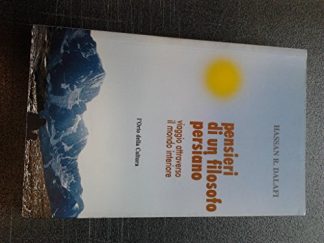 HASSAN R. DALAFI
pensieri
di un filosofo
persiano
viaggio attraverso
il mondo interiore
l'Orto della Cultura